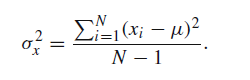 σ_x^2 = \frac{\sum_{i=1}^{N} (x_i − μ)^2}{N − 1}.